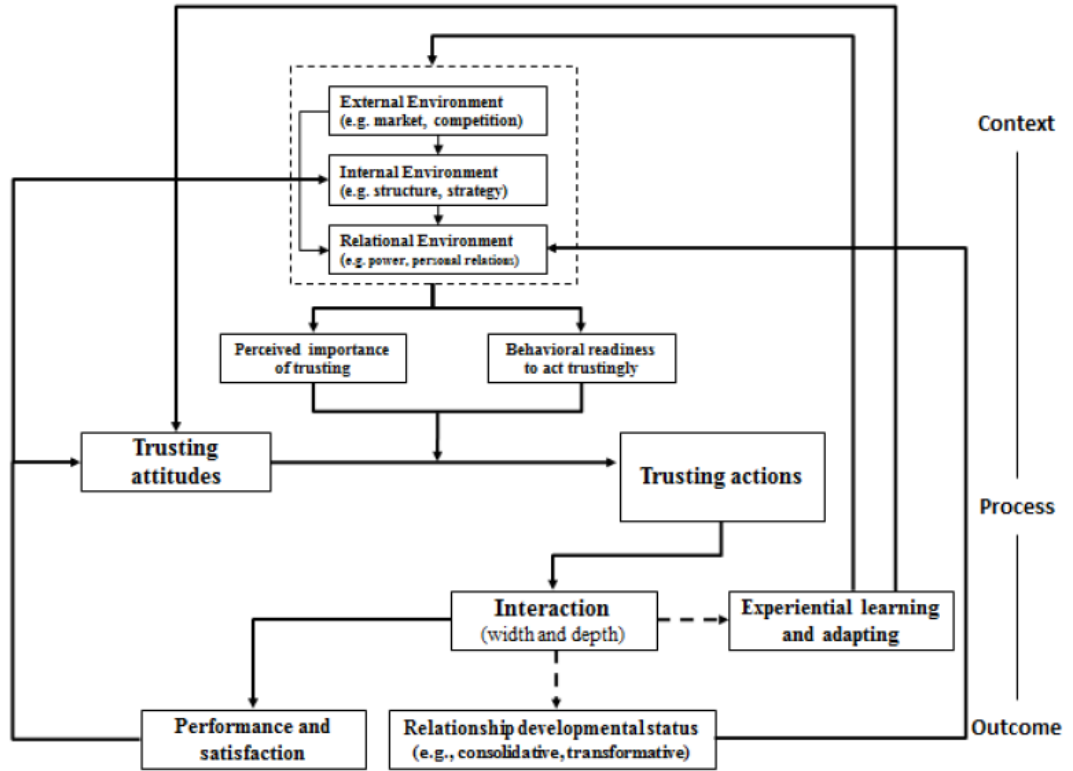 External Environment
(e.g. market, competition)
Context
Internal Environment
(e.g. structure, strategy)
Relational Environment
(e.g. power, personal relations)
Perceived importance
of trusting
Behavioral readiness
to act trustingly
Trusting
attitudes
Trusting actions
Process
Interaction
(width and depth)
Experiential learning
and adapting
Performance and
satisfaction
Relationship developmental status
(e.g., consolidative, transformative)
Outcome